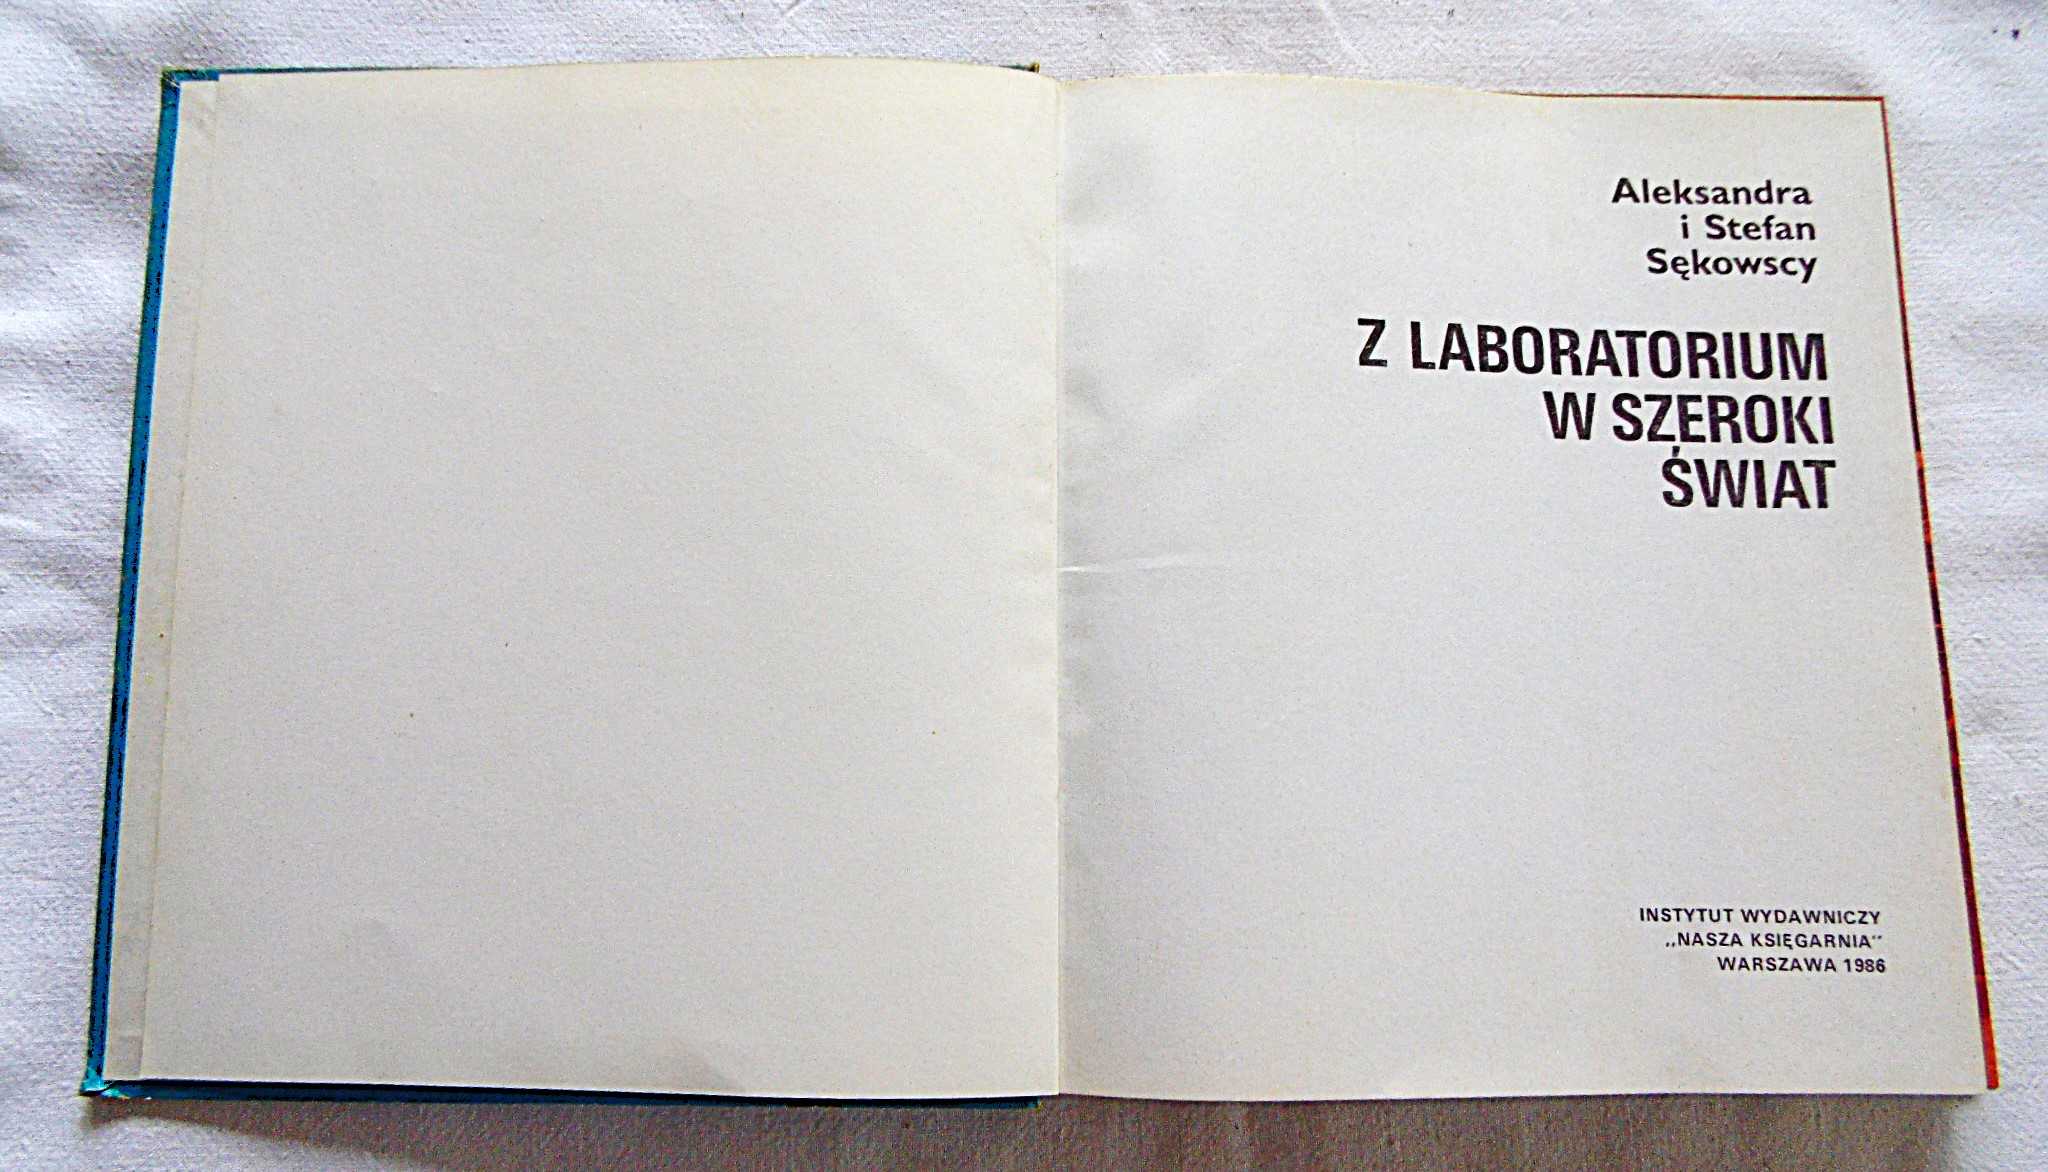 Aleksandra
i Stefan
Sękowscy
Z LABORATORIUM
W SZEROKI
ŚWIAT
INSTYTUT WYDAWNICZY
„NASZA KSIĘGARNIA”
WARSZAWA 1986